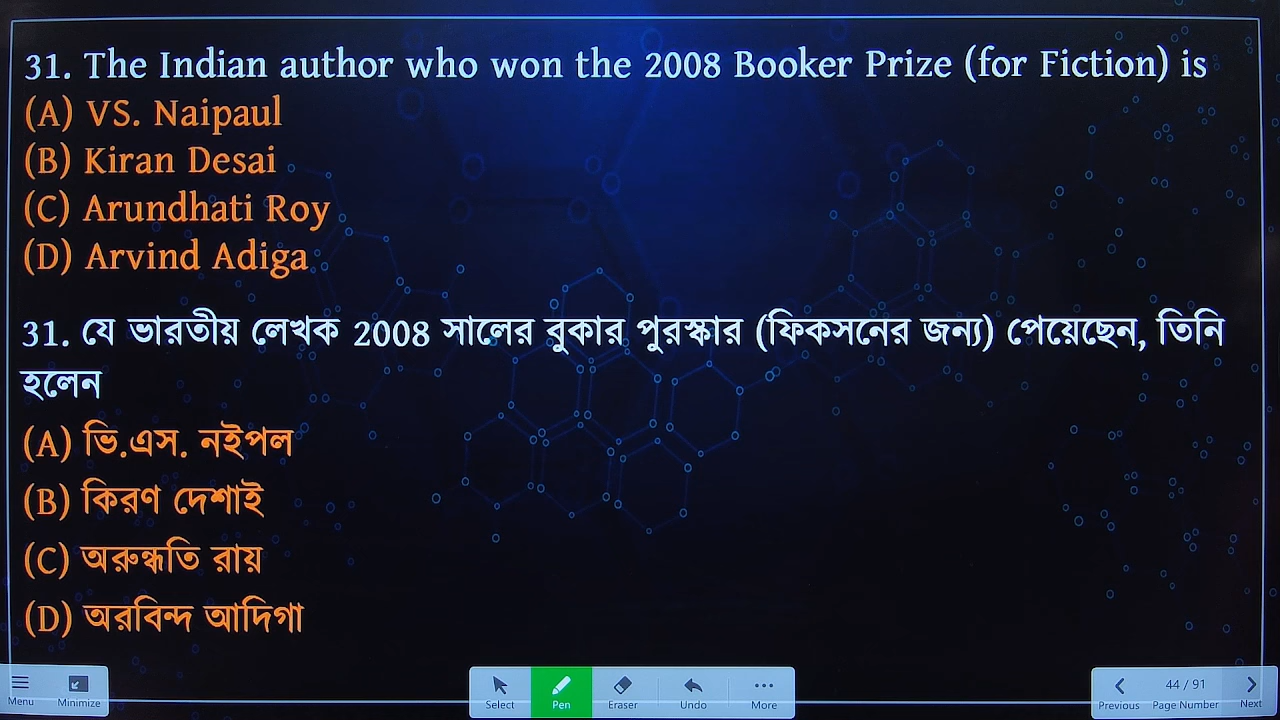 31. The Indian author who won the 2008 Booker Prize (for Fiction) is
(A) VS. Naipaul
(B) Kiran Desai
(C) Arundhati Roy
(D) Arvind Adiga
31. যে ভারতীয় লেখক 2008 সালের বুকার পুরস্কার (ফিকসনের জন্য) পেয়েছেন, তিনি
হলেন
(A) ভি.এস. নইপল
(B) কিরণ দেশাই
(C) অরুন্ধতি রায়
(D) অরবিন্দ আদিগা
Menu Minimize Select Pen Eraser Undo More Previous 44 / 91 Page Number Next